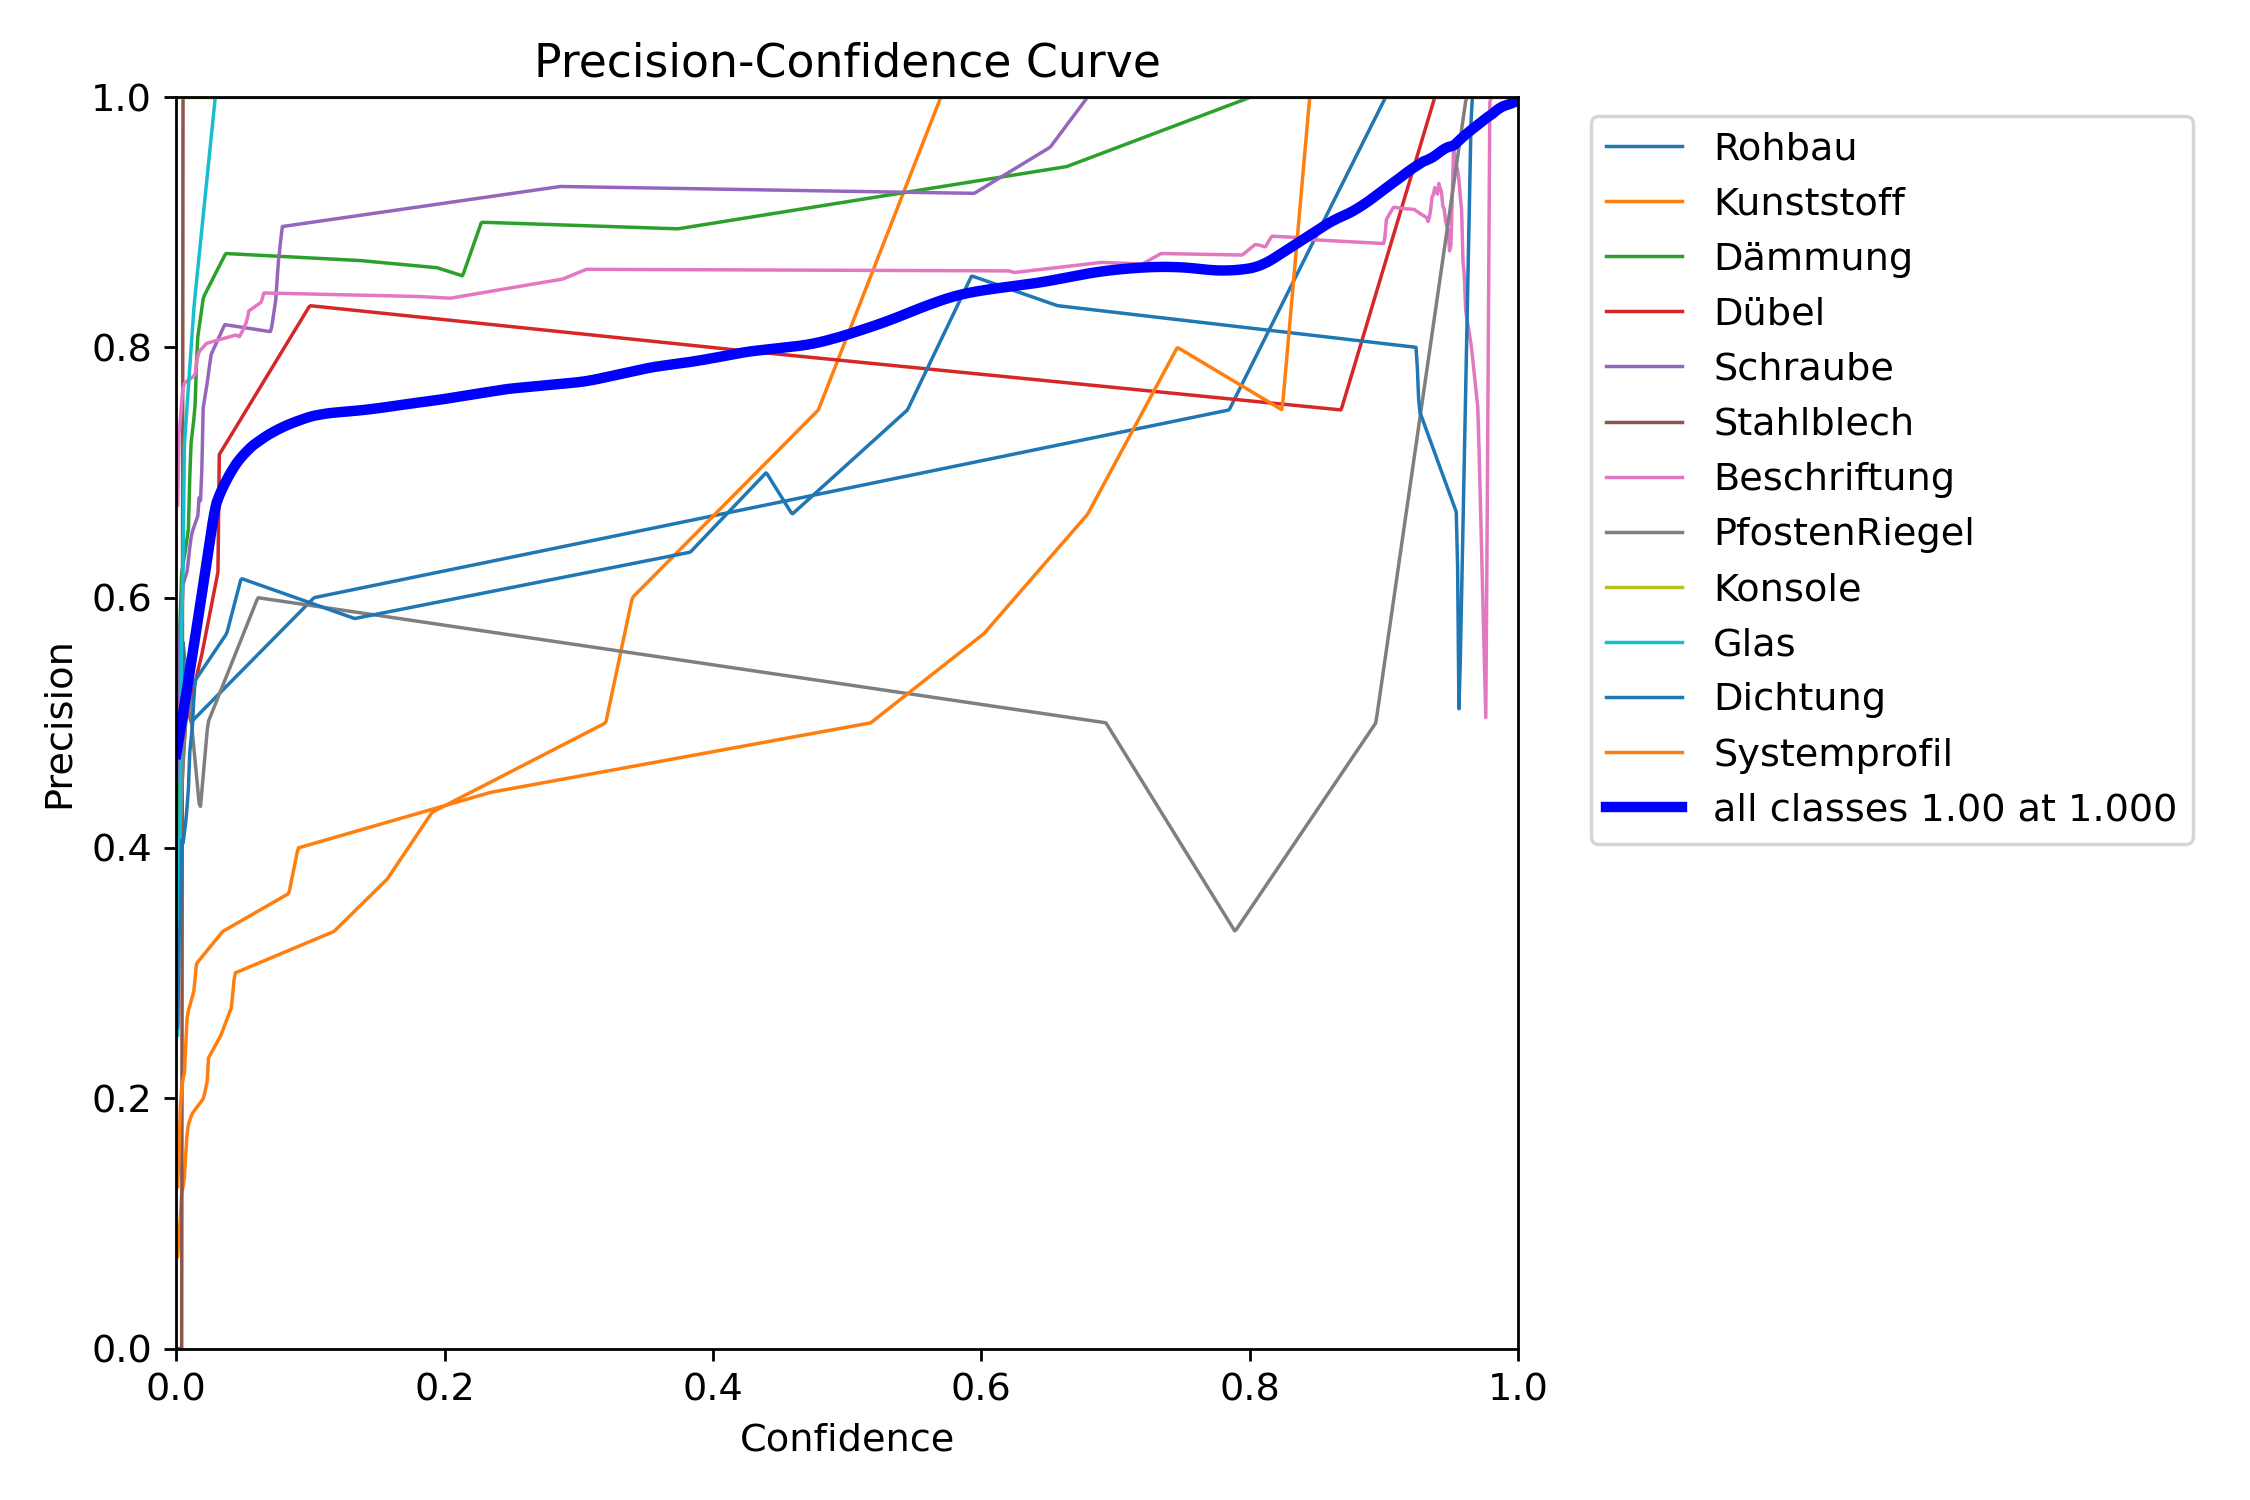 Precision-Confidence Curve
1.0
0.8
0.6
0.4
0.2
0.0
Precision
0.0 0.2 0.4 0.6 0.8 1.0
Confidence
Rohbau
Kunststoff
Dämmung
Dübel
Schraube
Stahlblech
Beschriftung
PfostenRiegel
Konsole
Glas
Dichtung
Systemprofil
all classes 1.00 at 1.000